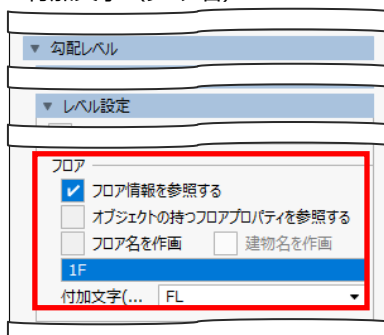 ▼ 勾配レベル
▼ レベル設定
フロア
フロア情報を参照する
オブジェクトの持つフロアプロパティを参照する
フロア名を作画 建物名を作画
1F
付加文字(... FL